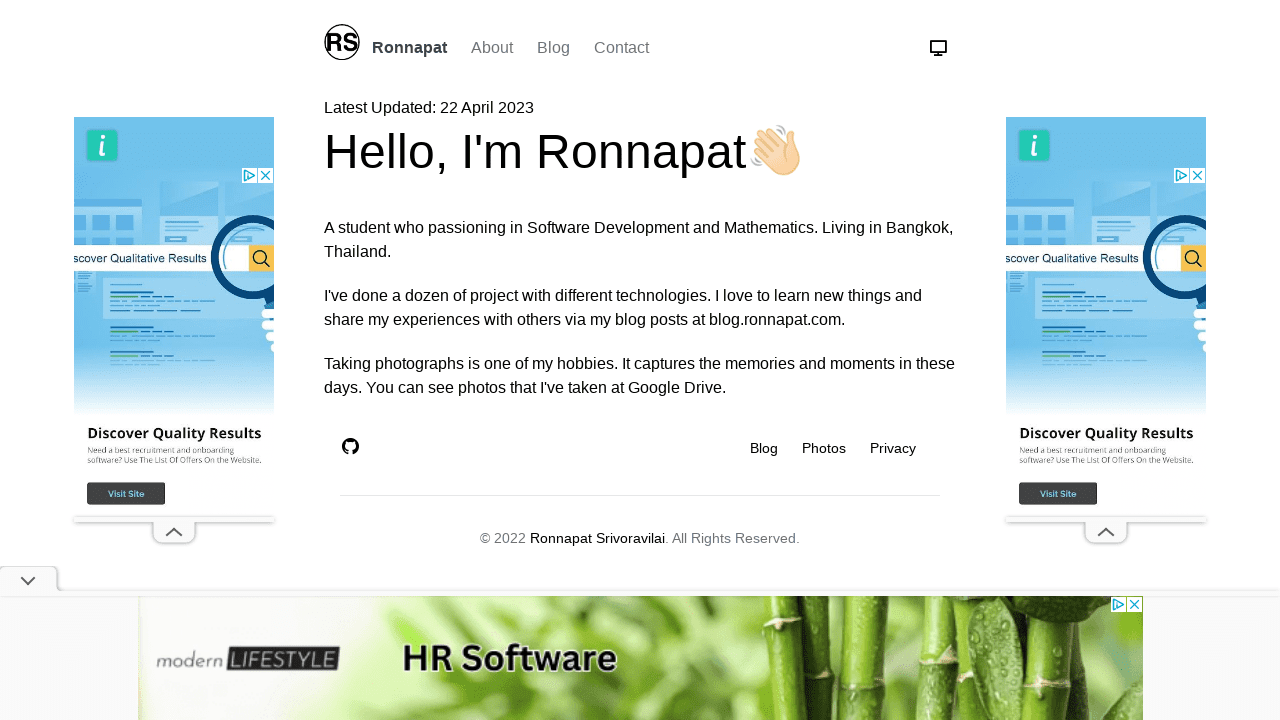 RS
Ronnapat About Blog Contact
Latest Updated: 22 April 2023
Hello, I'm Ronnapat
A student who passioning in Software Development and Mathematics. Living in Bangkok,
Thailand.
I've done a dozen of project with different technologies. I love to learn new things and
share my experiences with others via my blog posts at blog.ronnapat.com.
Taking photographs is one of my hobbies. It captures the memories and moments in these
days. You can see photos that I've taken at Google Drive.
Blog Photos Privacy
© 2022 Ronnapat Srivoravilai. All Rights Reserved.
i
scover Qualitative Results
Discover Quality Results
Need a best recruitment and onboarding
software? Use The List Of Offers On the Website.
Visit Site
i
scover Qualitative Results
Discover Quality Results
Need a best recruitment and onboarding
software? Use The List Of Offers On the Website.
Visit Site
modern LIFESTYLE
HR Software